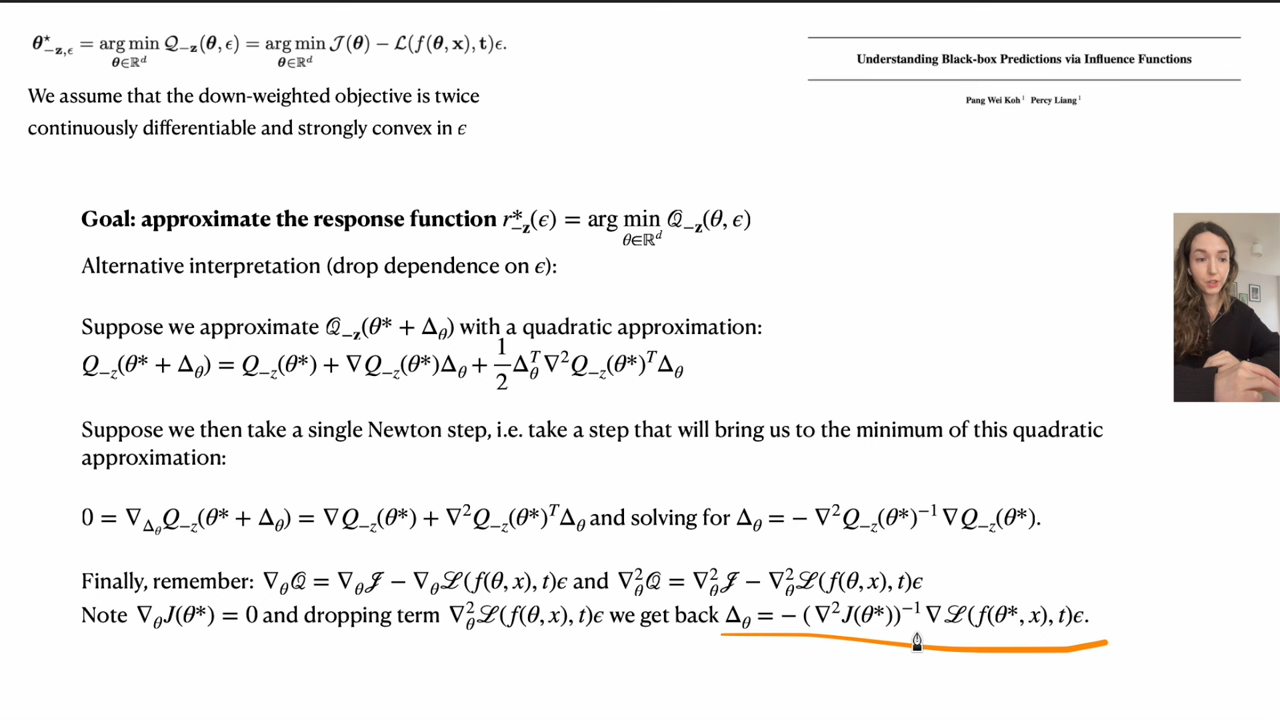 θ⋆−z,ϵ = arg min θ∈ℝᵈ 𝒬−z(θ, ϵ) = arg min θ∈ℝᵈ 𝒥(θ) − ℒ(f(θ, x), t)ϵ.
We assume that the down-weighted objective is twice
continuously differentiable and strongly convex in ϵ
Understanding Black-box Predictions via Influence Functions
Pang Wei Koh ¹ Percy Liang ¹
Goal: approximate the response function r*−z(ϵ) = arg min θ∈ℝᵈ 𝒬−z(θ, ϵ)
Alternative interpretation (drop dependence on ϵ):
Suppose we approximate 𝒬−z(θ* + Δθ) with a quadratic approximation:
Q−z(θ* + Δθ) = Q−z(θ*) + ∇Q−z(θ*)Δθ + 1/2 Δθᵀ∇²Q−z(θ*)ᵀΔθ
Suppose we then take a single Newton step, i.e. take a step that will bring us to the minimum of this quadratic
approximation:
0 = ∇Δθ Q−z(θ* + Δθ) = ∇Q−z(θ*) + ∇²Q−z(θ*)ᵀΔθ and solving for Δθ = − ∇²Q−z(θ*)⁻¹∇Q−z(θ*).
Finally, remember: ∇θ𝒬 = ∇θ𝒥 − ∇θℒ(f(θ, x), t)ϵ and ∇²θ𝒬 = ∇²θ𝒥 − ∇²θℒ(f(θ, x), t)ϵ
Note ∇θJ(θ*) = 0 and dropping term ∇²θℒ(f(θ, x), t)ϵ we get back Δθ = − (∇²J(θ*))⁻¹∇ℒ(f(θ*, x), t)ϵ.